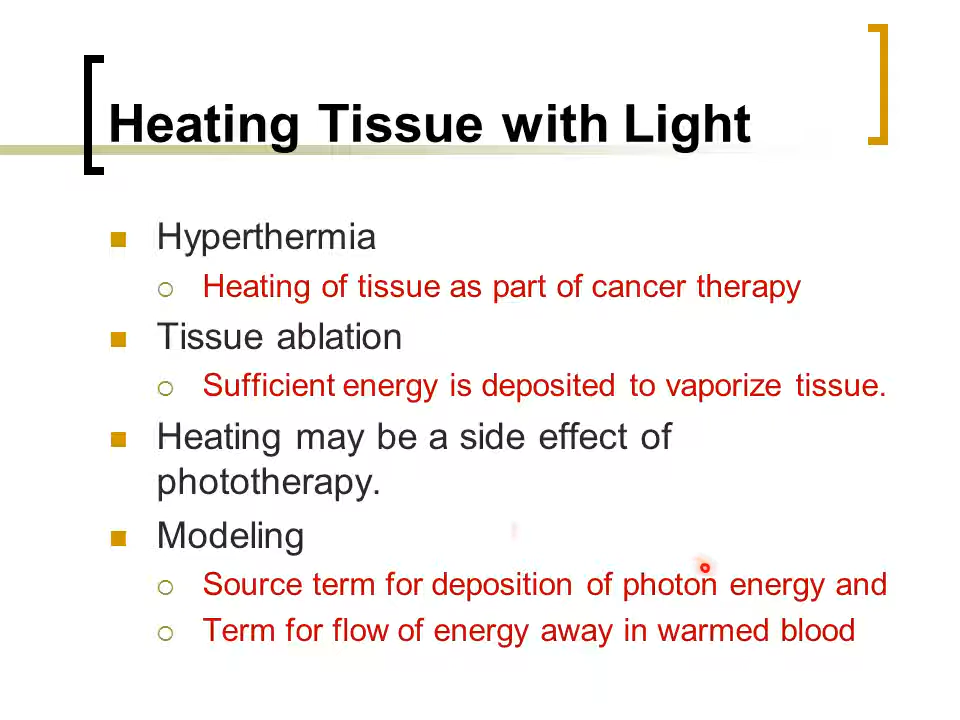 Heating Tissue with Light
Hyperthermia
Heating of tissue as part of cancer therapy
Tissue ablation
Sufficient energy is deposited to vaporize tissue.
Heating may be a side effect of
phototherapy.
Modeling
Source term for deposition of photon energy and
Term for flow of energy away in warmed blood